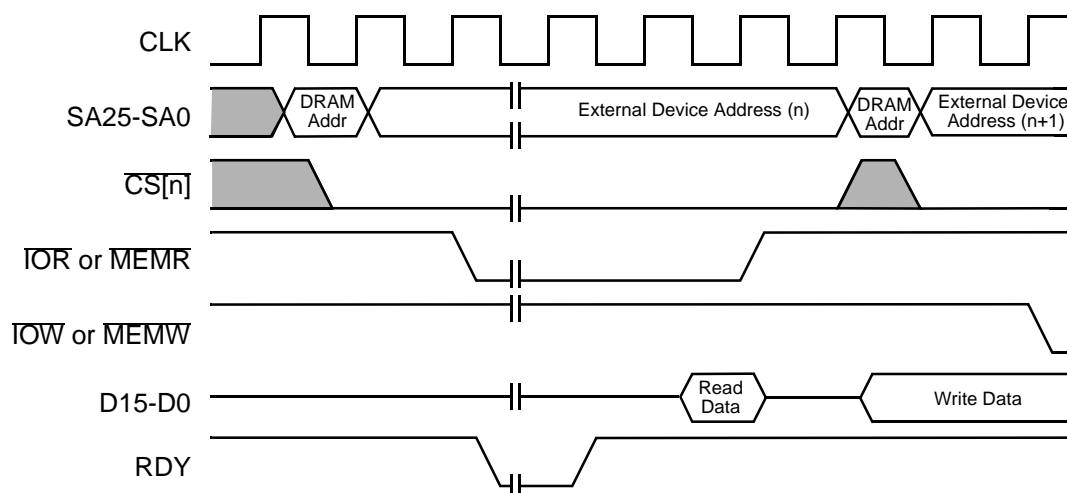 CLK
SA25-SA0
DRAM
Addr
External Device Address (n)
DRAM
Addr
External Device
Address (n+1)
CS[n]
IOR or MEMR
IOW or MEMW
D15-D0
Read
Data
Write Data
RDY